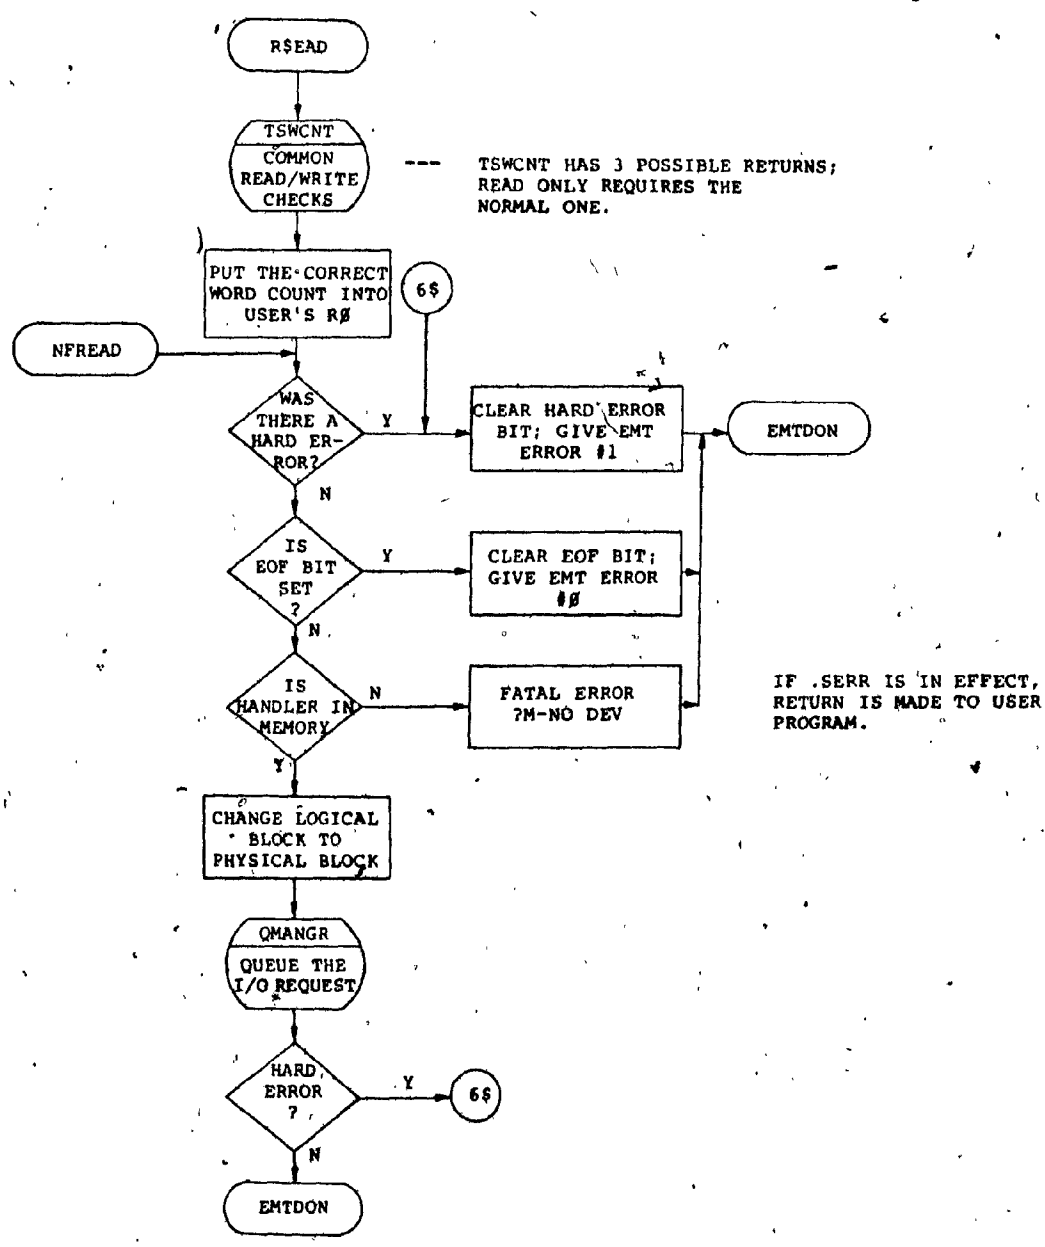 R$EAD
TSWCNT
COMMON
READ/WRITE
CHECKS
--- TSWCNT HAS 3 POSSIBLE RETURNS;
READ ONLY REQUIRES THE
NORMAL ONE.
PUT THE CORRECT
WORD COUNT INTO
USER'S RØ
6$
NFREAD
WAS
THERE A
HARD ER-
ROR?
Y
CLEAR HARD ERROR
BIT; GIVE EMT
ERROR #1
EMTDON
N
IS
EOF BIT
SET
?
Y
CLEAR EOF BIT;
GIVE EMT ERROR
#Ø
N
IS
HANDLER IN
MEMORY
N
FATAL ERROR
?M-NO DEV
IF .SERR IS IN EFFECT,
RETURN IS MADE TO USER
PROGRAM.
Y
CHANGE LOGICAL
BLOCK TO
PHYSICAL BLOCK
QMANGR
QUEUE THE
I/O REQUEST
HARD
ERROR
?
Y
6$
N
EMTDON